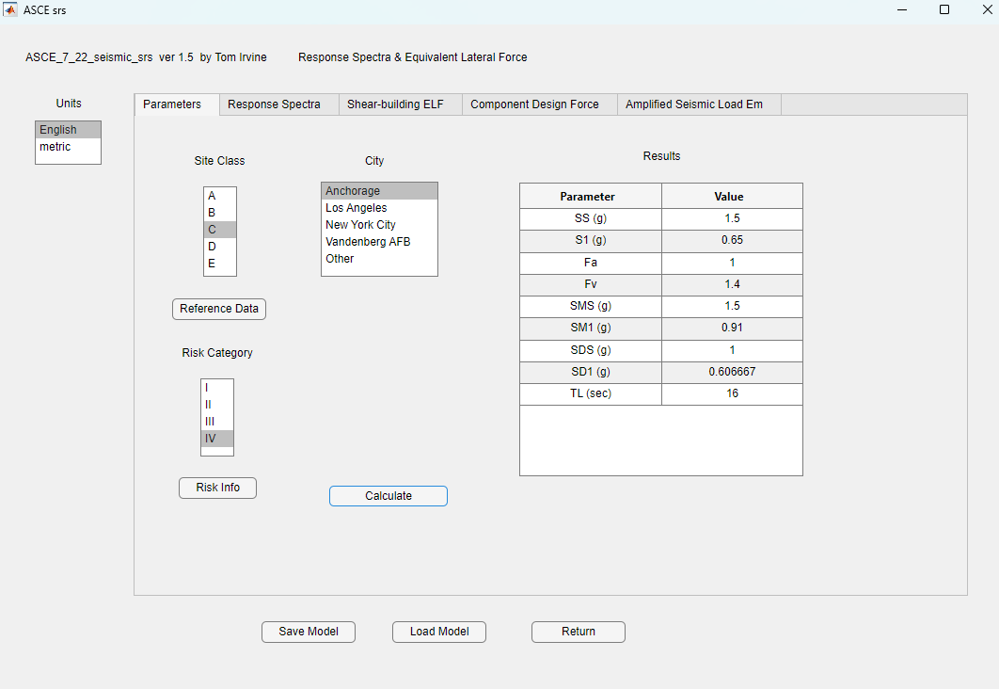 ASCE srs
ASCE_7_22_seismic_srs ver 1.5 by Tom Irvine
Response Spectra & Equivalent Lateral Force
Units
English
metric
Parameters
Response Spectra
Shear-building ELF
Component Design Force
Amplified Seismic Load Em
Site Class
A
B
C
D
E
Reference Data
Risk Category
I
II
III
IV
Risk Info
City
Anchorage
Los Angeles
New York City
Vandenberg AFB
Other
Calculate
Results
Parameter Value
SS (g) 1.5
S1 (g) 0.65
Fa 1
Fv 1.4
SMS (g) 1.5
SM1 (g) 0.91
SDS (g) 1
SD1 (g) 0.606667
TL (sec) 16
Save Model
Load Model
Return